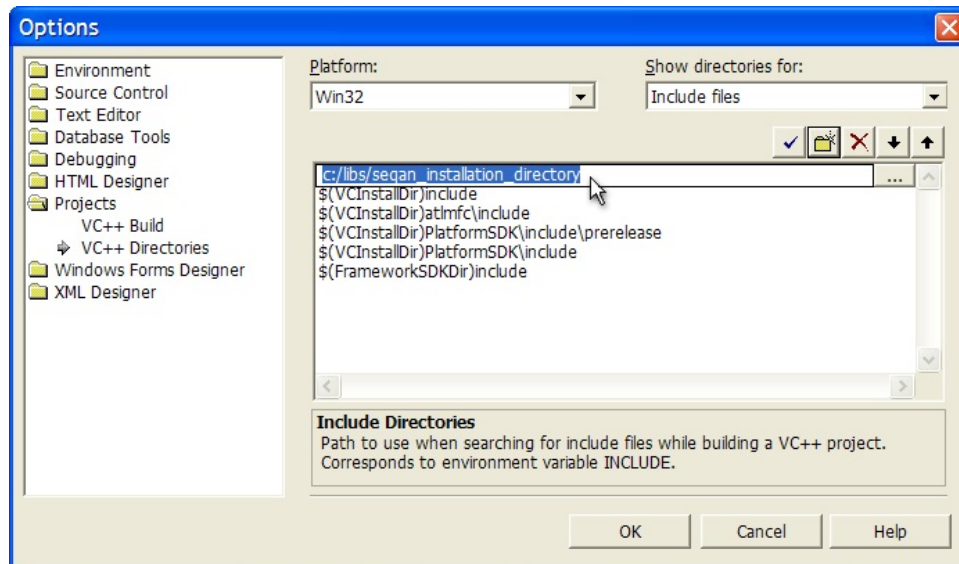 Options
Environment
Source Control
Text Editor
Database Tools
Debugging
HTML Designer
Projects
VC++ Build
VC++ Directories
Windows Forms Designer
XML Designer
Platform:
Win32
Show directories for:
Include files
c:/libs/seqan_installation_directory
...
$(VCInstallDir)include
$(VCInstallDir)atlmfc\include
$(VCInstallDir)PlatformSDK\include\prerelease
$(VCInstallDir)PlatformSDK\include
$(FrameworkSDKDir)include
Include Directories
Path to use when searching for include files while building a VC++ project.
Corresponds to environment variable INCLUDE.
OK
Cancel
Help